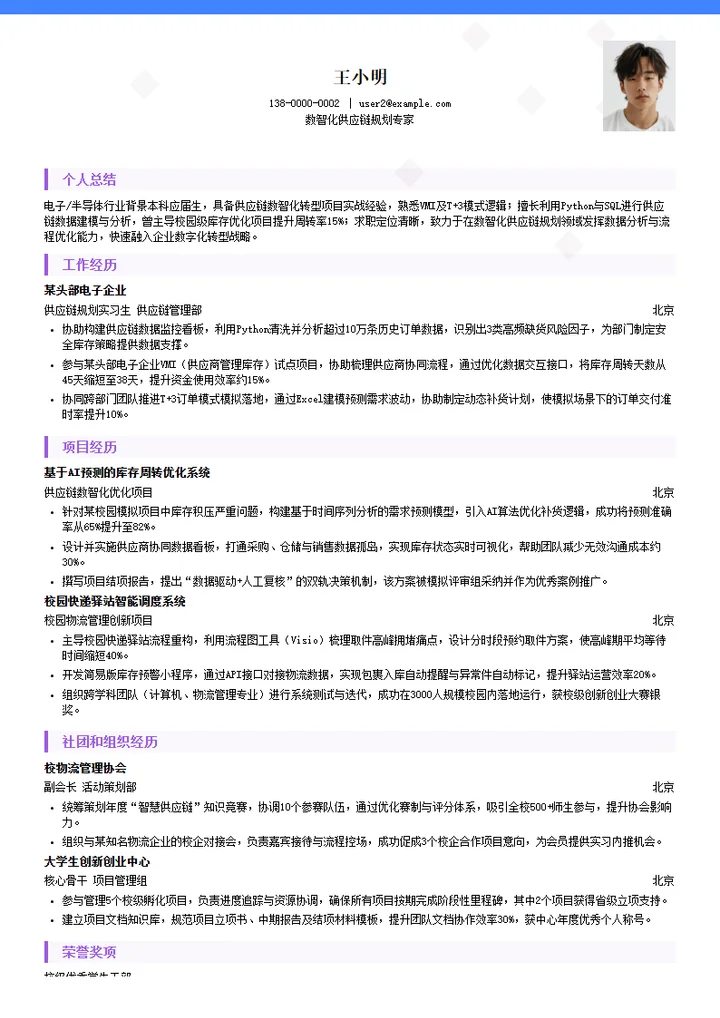 王小明
138-0000-0002 | user2@example.com
数智化供应链规划专家
个人总结
电子/半导体行业背景本科应届生，具备供应链数智化转型项目实战经验，熟悉VMI及T+3模式逻辑；擅长利用Python与SQL进行供应
链数据建模与分析，曾主导校园级库存优化项目提升周转率15%；求职定位清晰，致力于在数智化供应链规划领域发挥数据分析与流
程优化能力，快速融入企业数字化转型战略。
工作经历
某头部电子企业
供应链规划实习生 供应链管理部 北京
• 协助构建供应链数据监控看板，利用Python清洗并分析超过10万条历史订单数据，识别出3类高频缺货风险因子，为部门制定安
全库存策略提供数据支撑。
• 参与某头部电子企业VMI（供应商管理库存）试点项目，协助梳理供应商协同流程，通过优化数据交互接口，将库存周转天数从
45天缩短至38天，提升资金使用效率约15%。
• 协同跨部门团队推进T+3订单模式模拟落地，通过Excel建模预测需求波动，协助制定动态补货计划，使模拟场景下的订单交付准
时率提升10%。
项目经历
基于AI预测的库存周转优化系统
供应链数智化优化项目 北京
• 针对某校园模拟项目中库存积压严重问题，构建基于时间序列分析的需求预测模型，引入AI算法优化补货逻辑，成功将预测准确
率从65%提升至82%。
• 设计并实施供应商协同数据看板，打通采购、仓储与销售数据孤岛，实现库存状态实时可视化，帮助团队减少无效沟通成本约
30%。
• 撰写项目结项报告，提出“数据驱动+人工复核”的双轨决策机制，该方案被模拟评审组采纳并作为优秀案例推广。
校园快递驿站智能调度系统
校园物流管理创新项目 北京
• 主导校园快递驿站流程重构，利用流程图工具（Visio）梳理取件高峰拥堵痛点，设计分时段预约取件方案，使高峰期平均等待
时间缩短40%。
• 开发简易版库存预警小程序，通过API接口对接物流数据，实现包裹入库自动提醒与异常件自动标记，提升驿站运营效率20%。
• 组织跨学科团队（计算机、物流管理专业）进行系统测试与迭代，成功在3000人规模校园内落地运行，获校级创新创业大赛银
奖。
社团和组织经历
校物流管理协会
副会长 活动策划部 北京
• 统筹策划年度“智慧供应链”知识竞赛，协调10个参赛队伍，通过优化赛制与评分体系，吸引全校500+师生参与，提升协会影响
力。
• 组织与某知名物流企业的校企对接会，负责嘉宾接待与流程控场，成功促成3个校企合作项目意向，为会员提供实习内推机会。
大学生创新创业中心
核心骨干 项目管理组 北京
• 参与管理5个校级孵化项目，负责进度追踪与资源协调，确保所有项目按期完成阶段性里程碑，其中2个项目获得省级立项支持。
• 建立项目文档知识库，规范项目立项书、中期报告及结项材料模板，提升团队文档协作效率30%，获中心年度优秀个人称号。
荣誉奖项